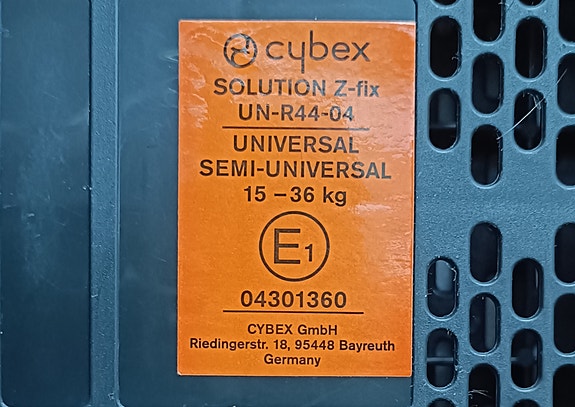 cybex
SOLUTION Z-fix
UN-R44-04
UNIVERSAL
SEMI-UNIVERSAL
15 – 36 kg
E1
04301360
CYBEX GmbH
Riedingerstr. 18, 95448 Bayreuth
Germany